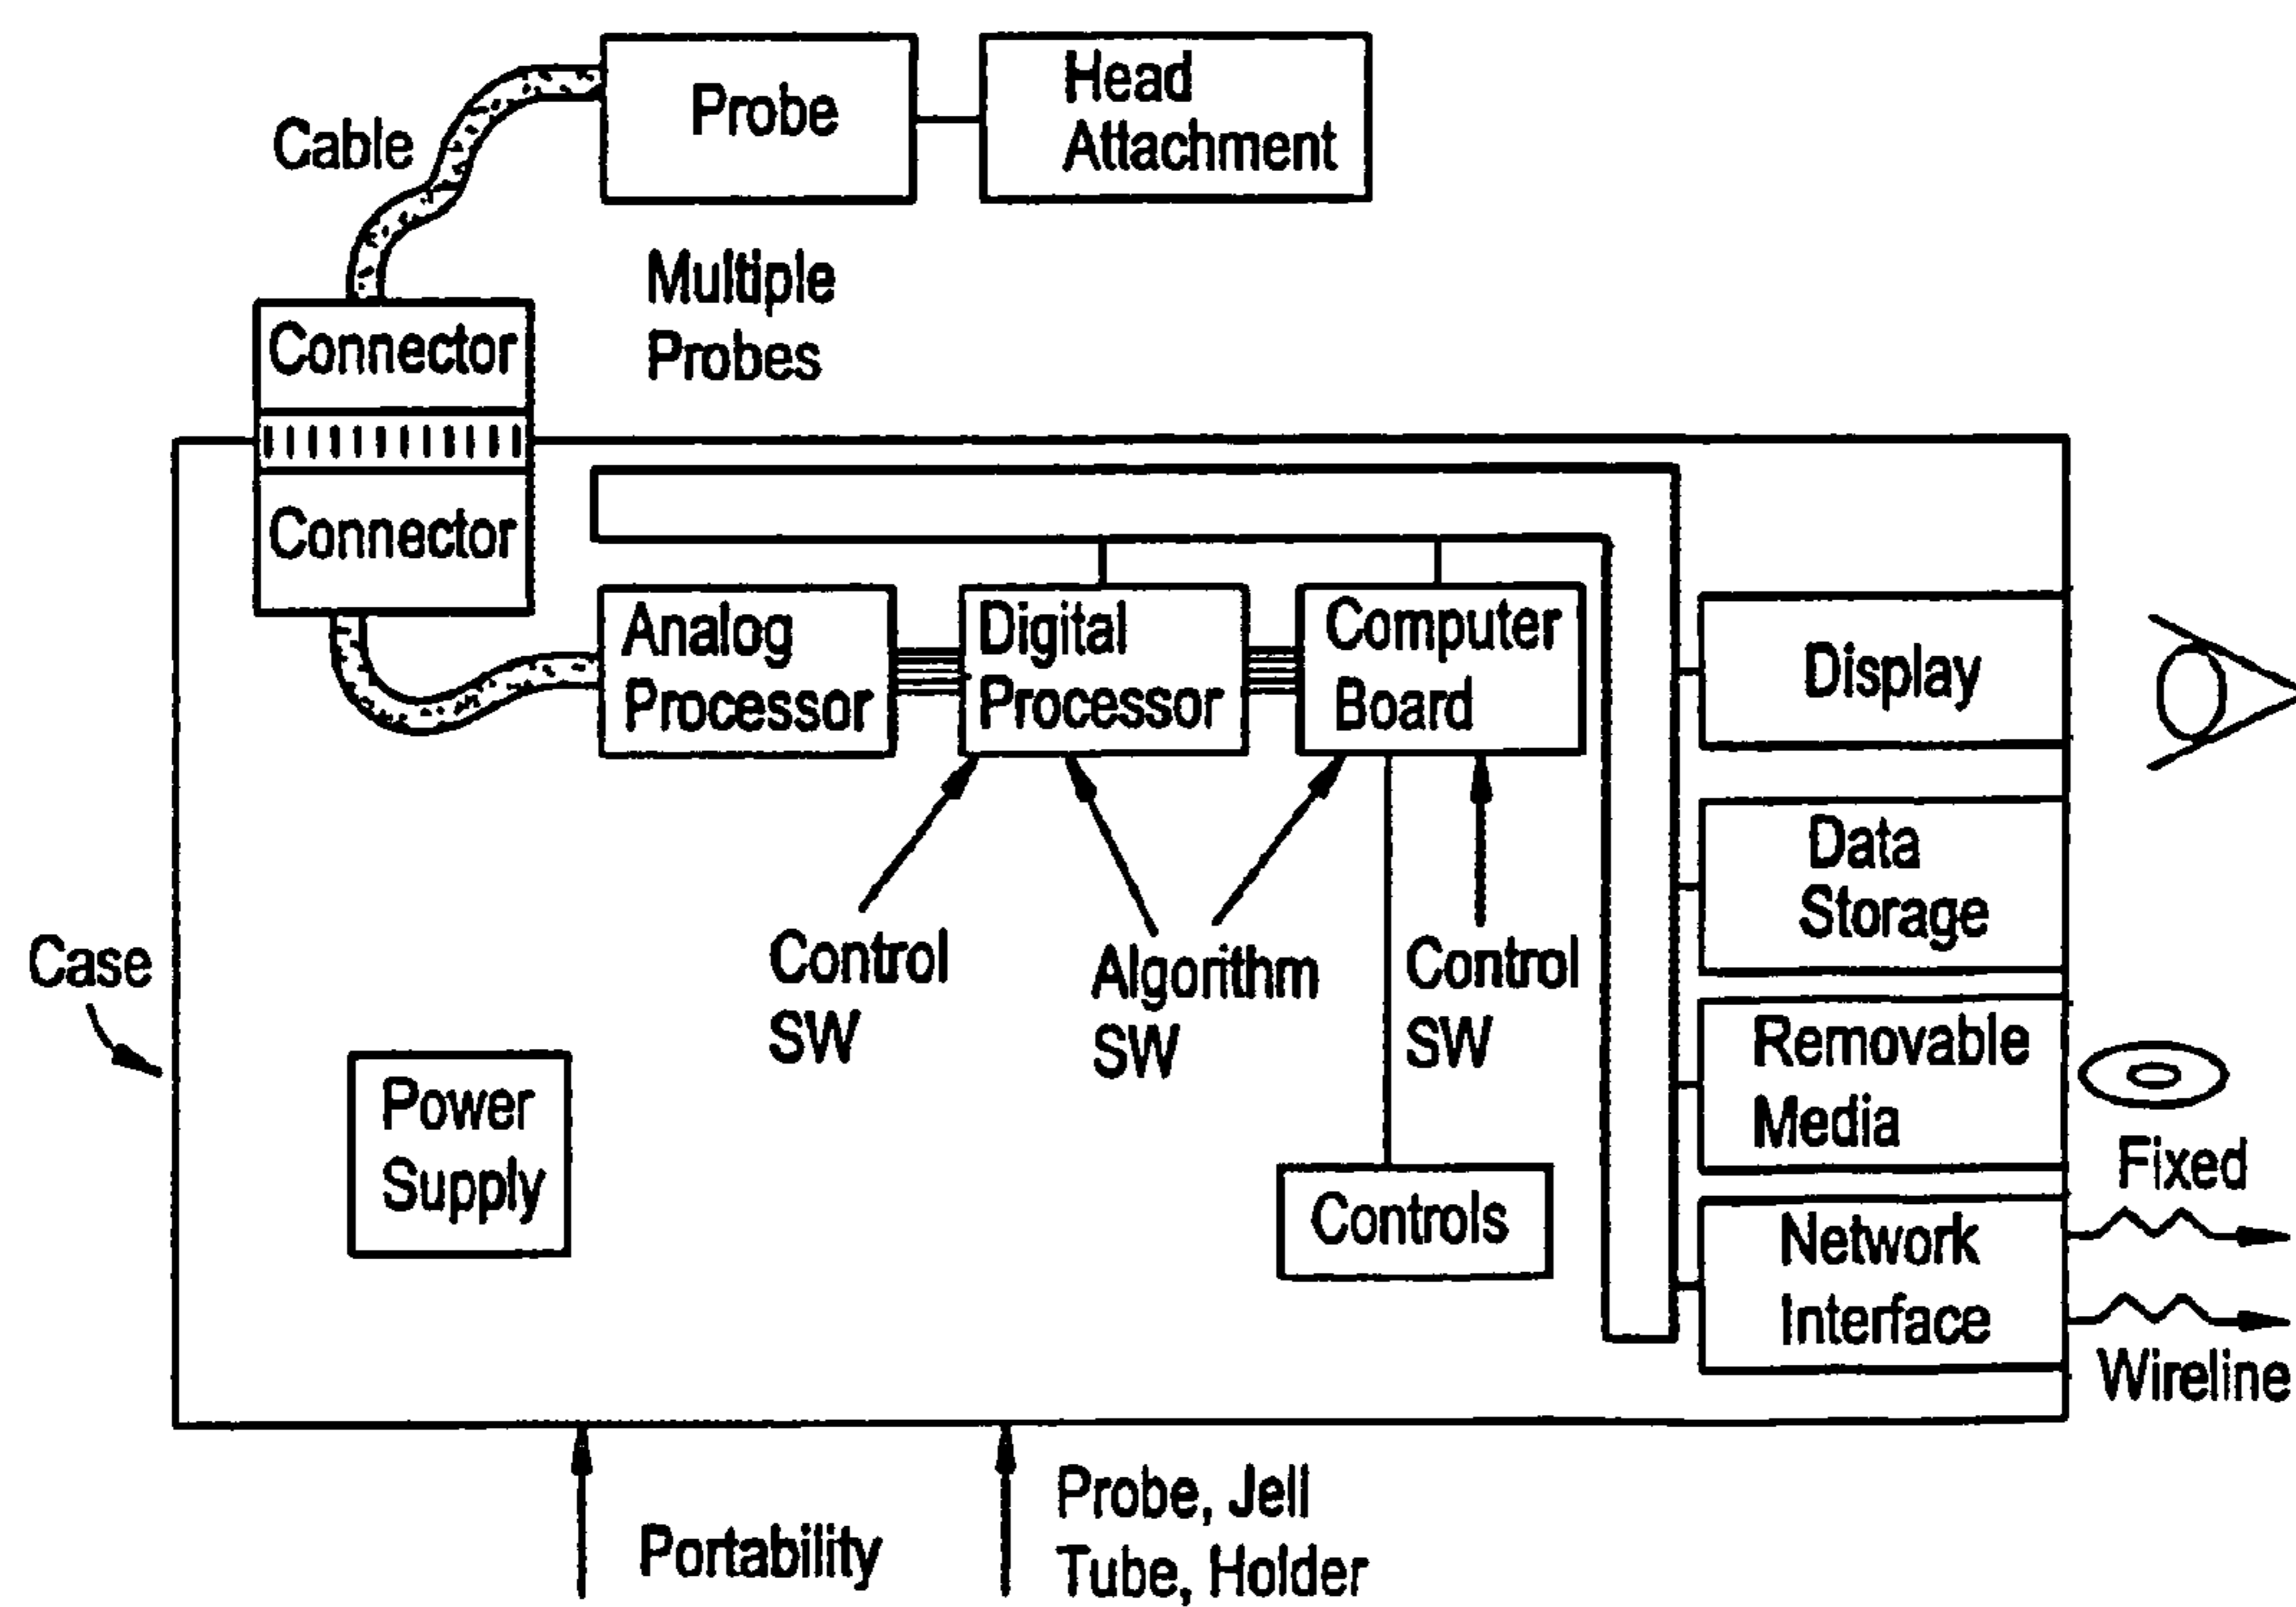 Cable
Probe
Head
Attachment
Multiple
Probes
Connector
Connector
Analog
Processor
Digital
Processor
Computer
Board
Display
Data
Storage
Control
SW
Algorithm
SW
Control
SW
Case
Power
Supply
Controls
Removable
Media
Fixed
Network
Interface
Wireline
Portability
Probe, Jell
Tube, Holder